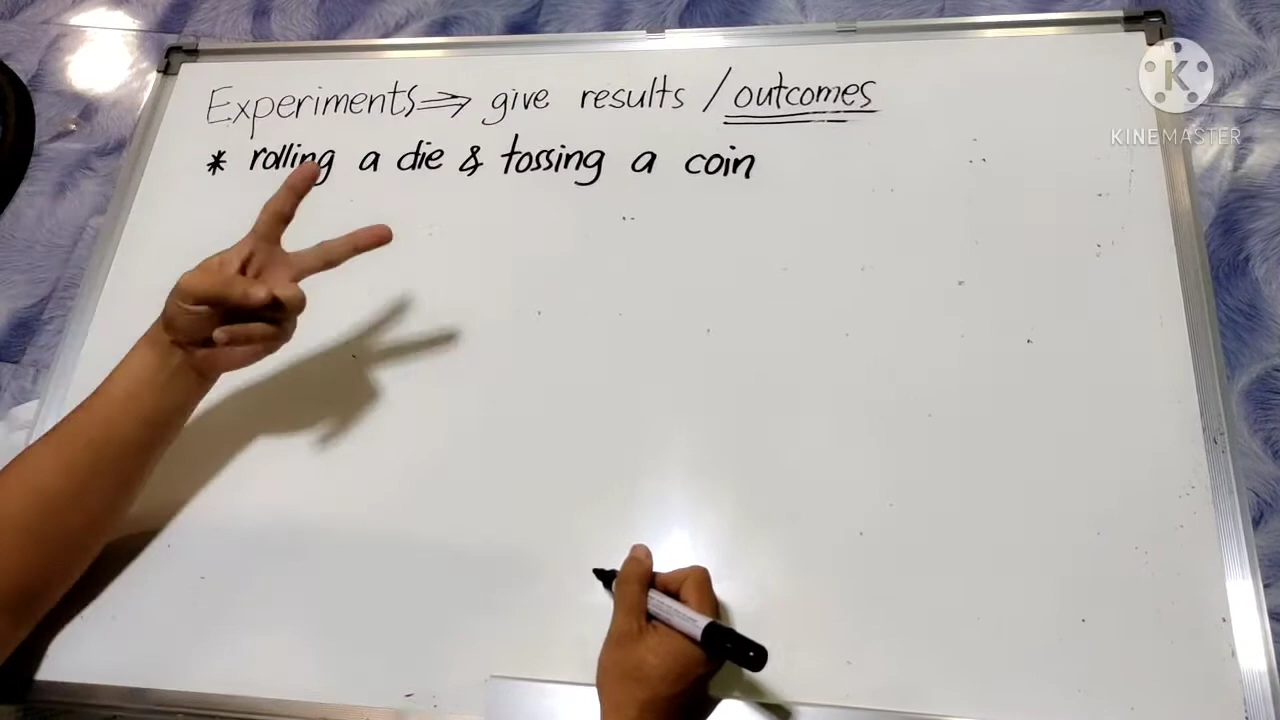 Experiments ⇒ give results / outcomes
* rolling a die & tossing a coin
K
KINEMASTER